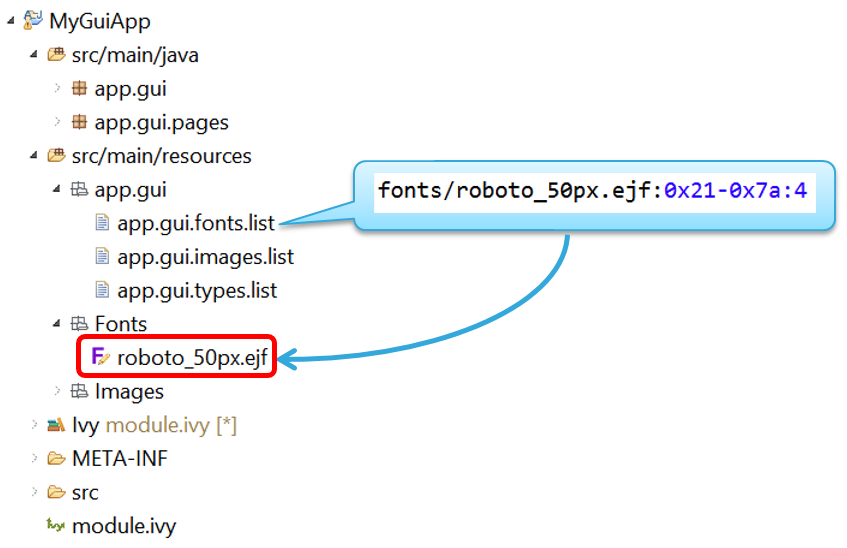 MyGuiApp
src/main/java
app.gui
app.gui.pages
src/main/resources
app.gui
app.gui.fonts.list
fonts/roboto_50px.ejf:0x21-0x7a:4
app.gui.images.list
app.gui.types.list
Fonts
roboto_50px.ejf
Images
Ivy module.ivy [*]
META-INF
src
module.ivy